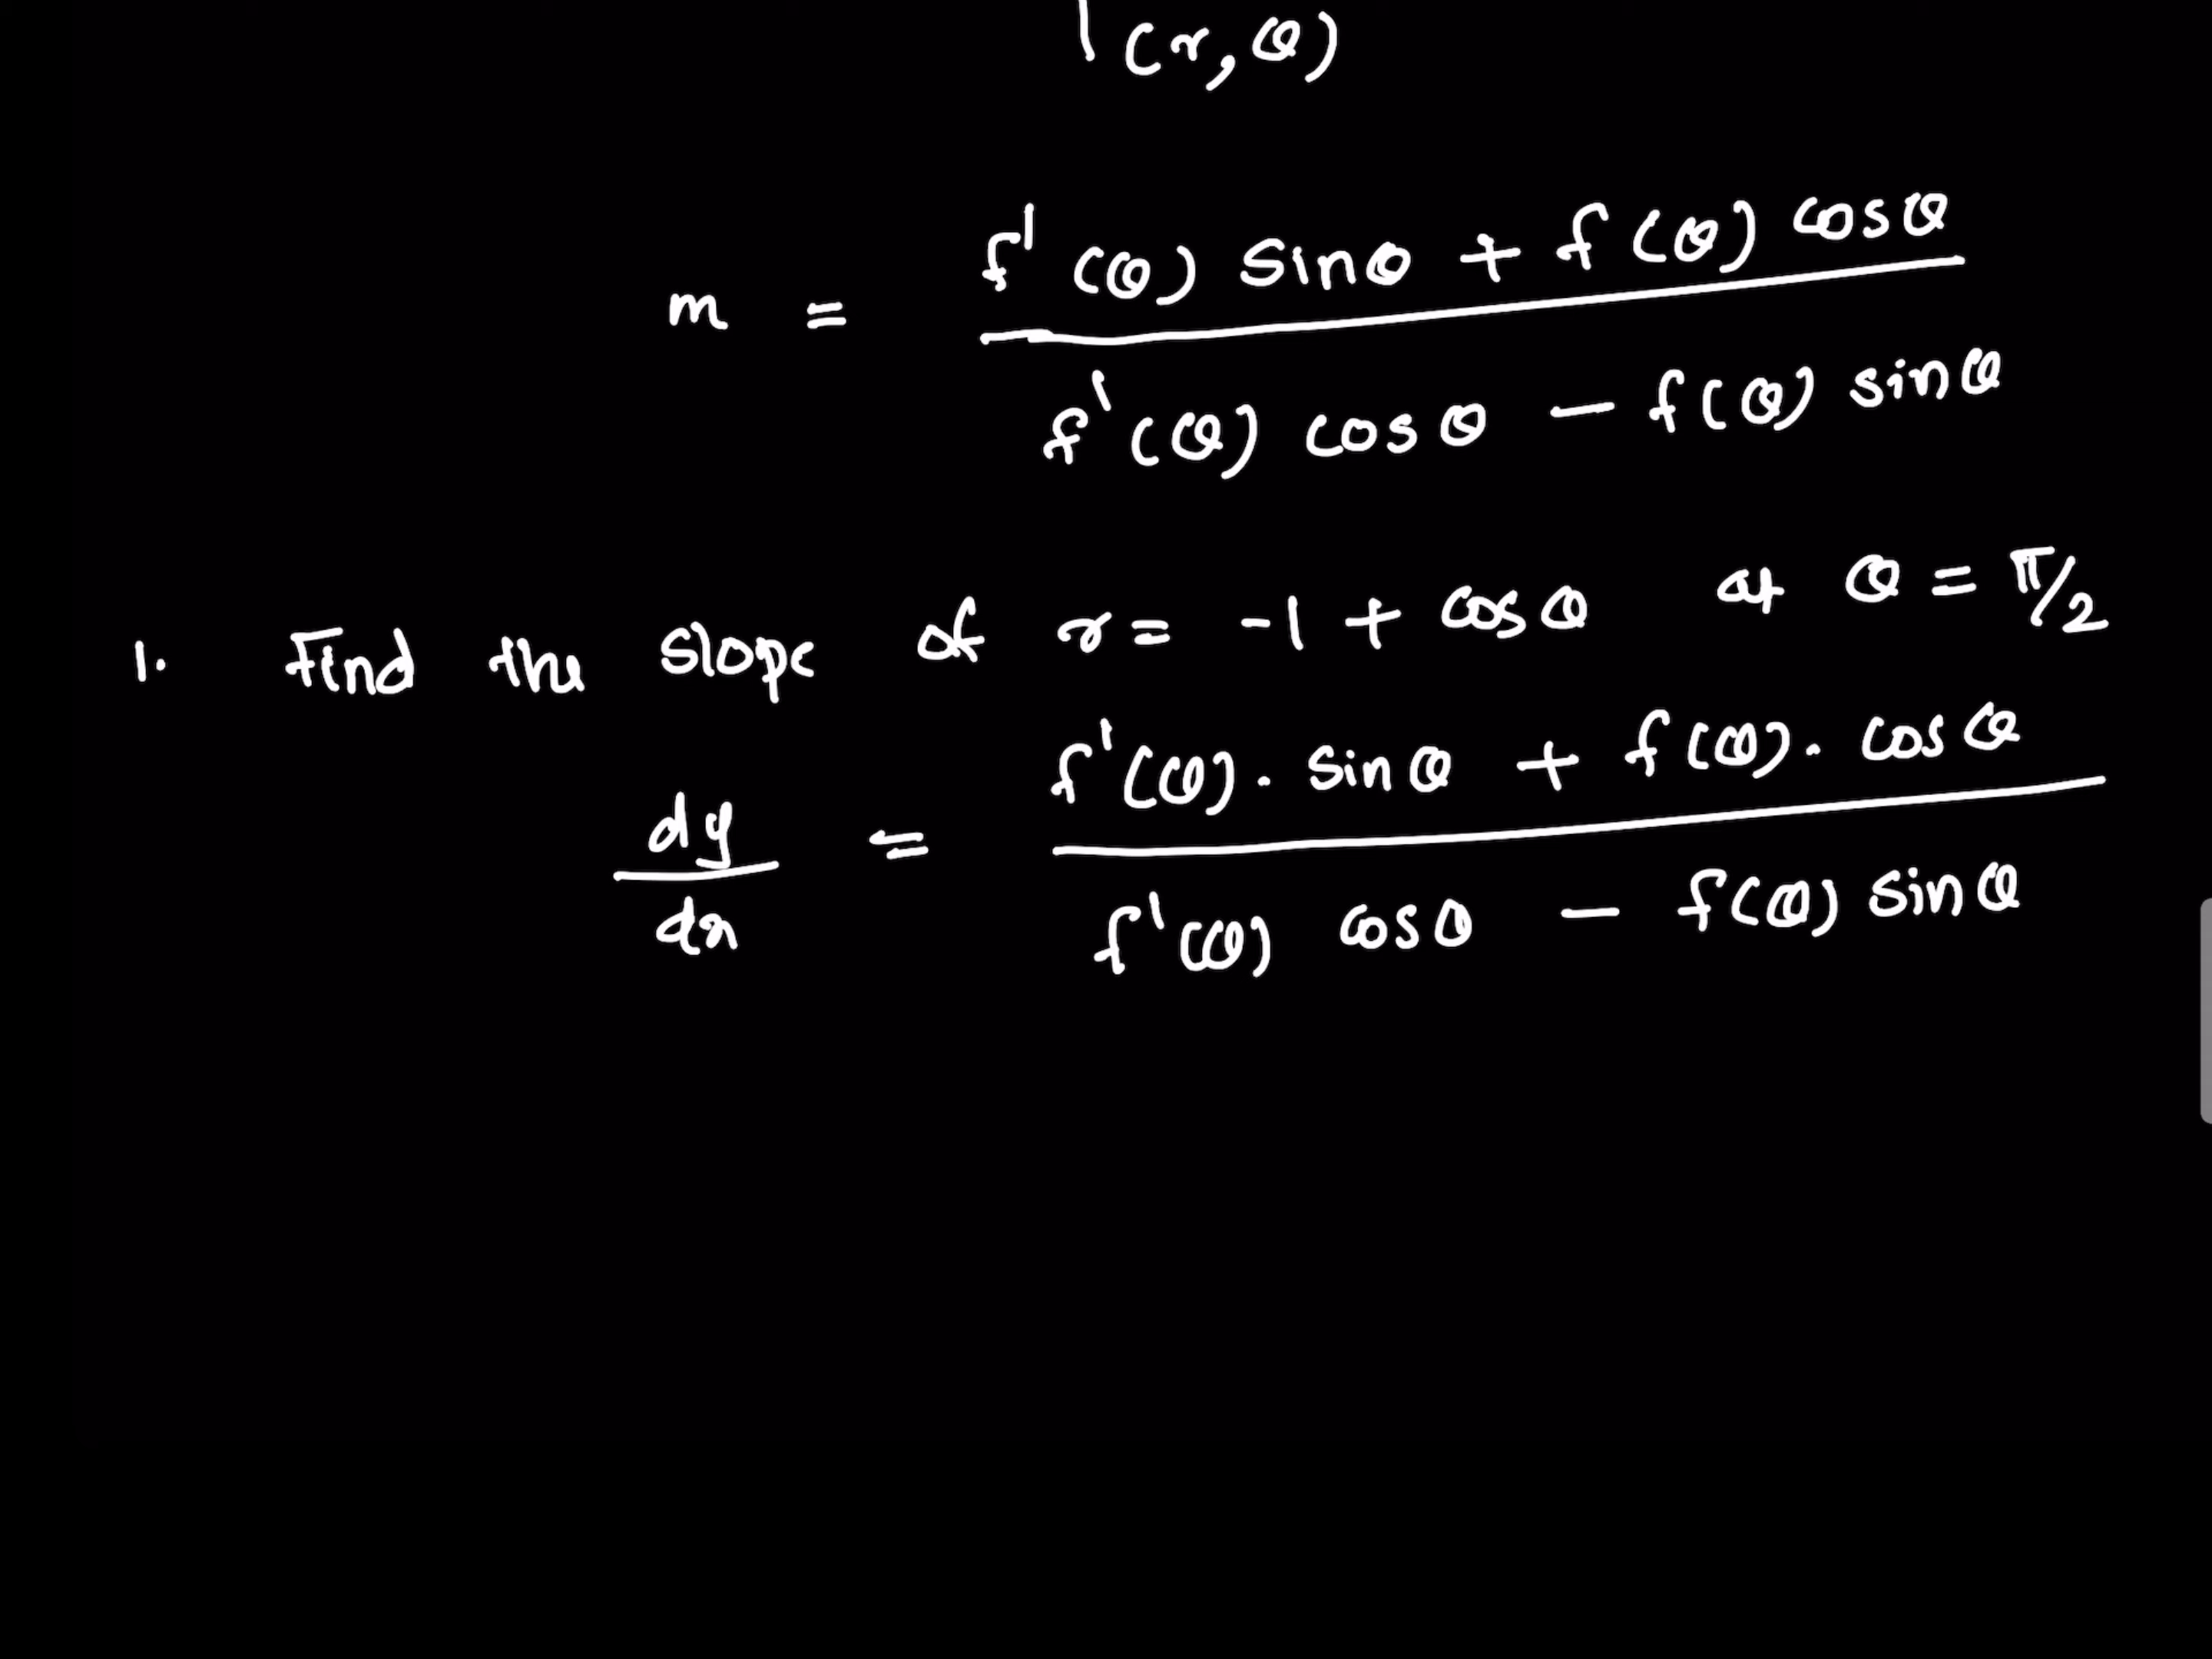 (r, θ)
m = f'(θ) sinθ + f(θ) cosθ
f'(θ) cosθ - f(θ) sinθ
1. Find the slope of r = -1 + cosθ at θ = π/2
dy/dx = f'(θ). sinθ + f(θ). cosθ
f'(θ) cosθ - f(θ) sinθ